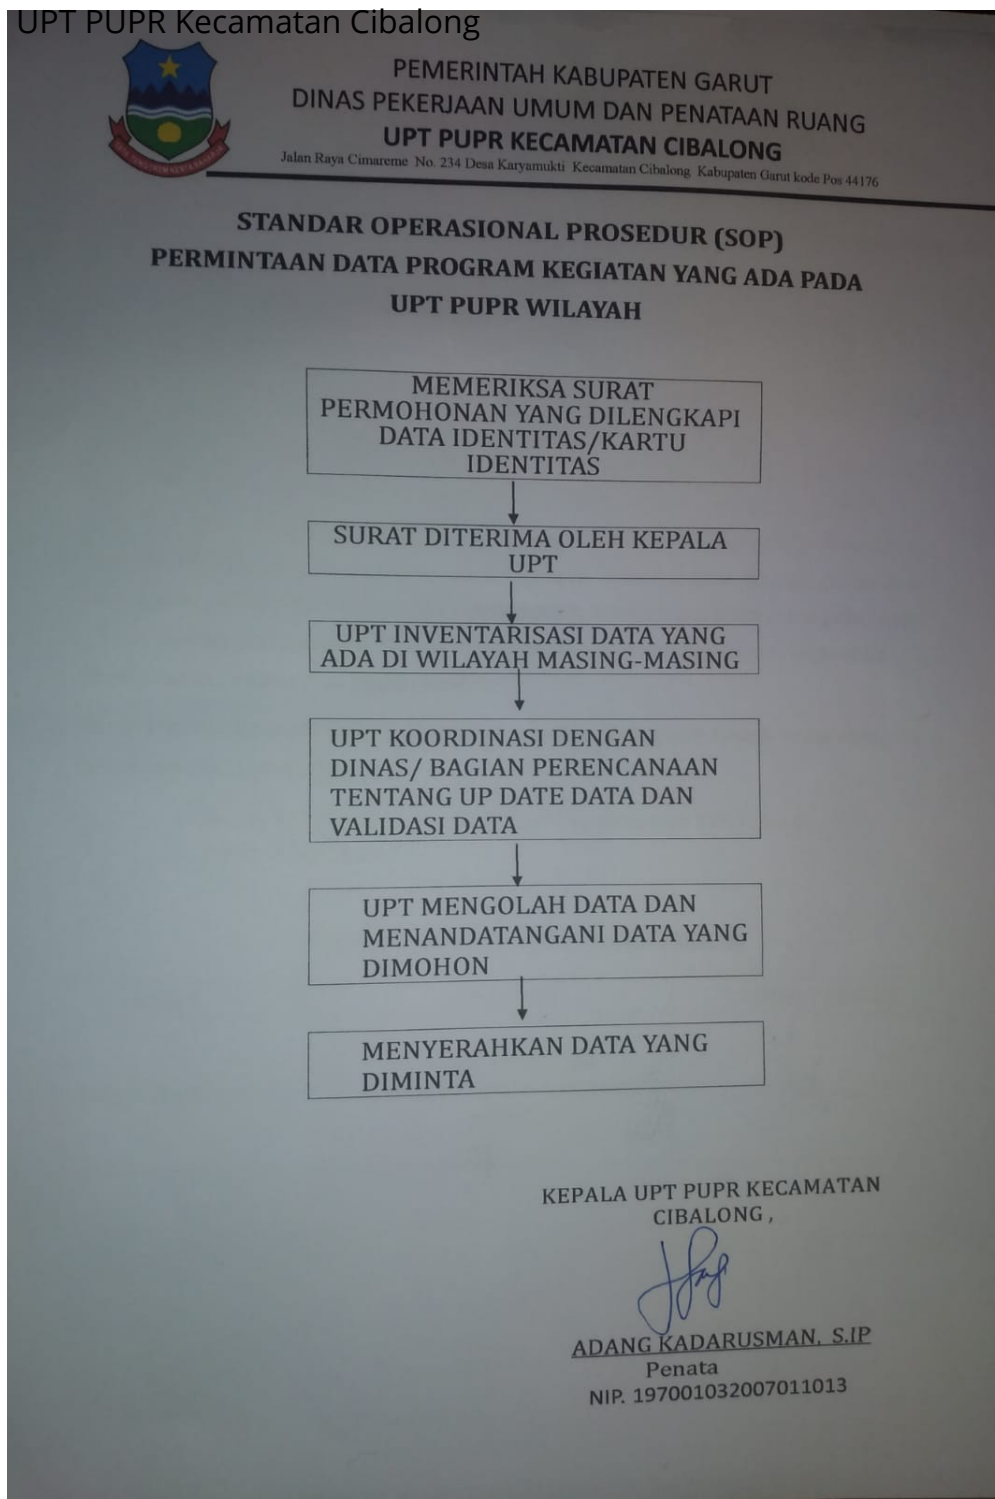 UPT PUPR Kecamatan Cibalong
PEMERINTAH KABUPATEN GARUT
DINAS PEKERJAAN UMUM DAN PENATAAN RUANG
UPT PUPR KECAMATAN CIBALONG
Jalan Raya Cimareme No. 234 Desa Karyamukti Kecamatan Cibalong Kabupaten Garut kode Pos 44176
STANDAR OPERASIONAL PROSEDUR (SOP)
PERMINTAAN DATA PROGRAM KEGIATAN YANG ADA PADA
UPT PUPR WILAYAH
MEMERIKSA SURAT
PERMOHONAN YANG DILENGKAPI
DATA IDENTITAS/KARTU
IDENTITAS
SURAT DITERIMA OLEH KEPALA
UPT
UPT INVENTARISASI DATA YANG
ADA DI WILAYAH MASING-MASING
UPT KOORDINASI DENGAN
DINAS/ BAGIAN PERENCANAAN
TENTANG UP DATE DATA DAN
VALIDASI DATA
UPT MENGOLAH DATA DAN
MENANDATANGANI DATA YANG
DIMOHON
MENYERAHKAN DATA YANG
DIMINTA
KEPALA UPT PUPR KECAMATAN
CIBALONG ,
ADANG KADARUSMAN, S.IP
Penata
NIP. 197001032007011013